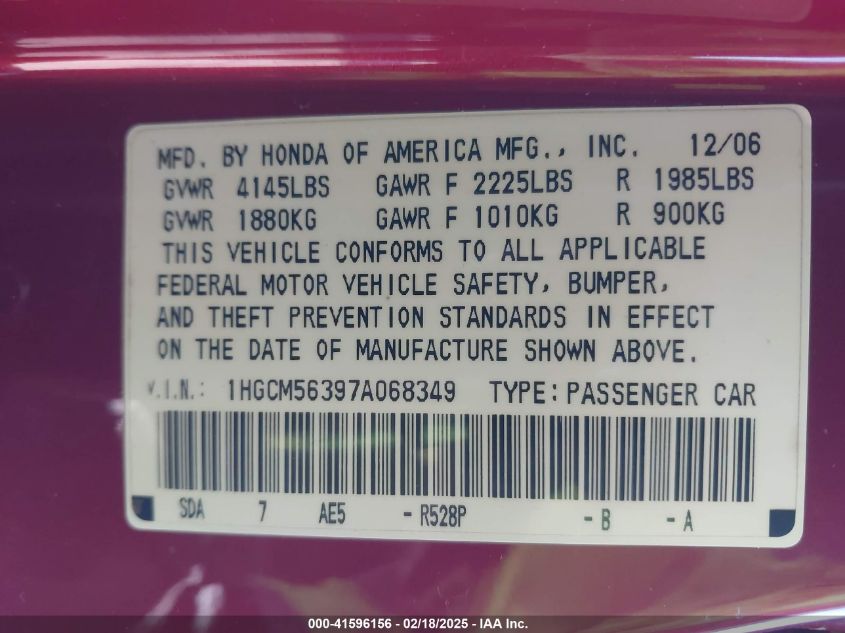 MFD. BY HONDA OF AMERICA MFG., INC. 12/06
GVWR 4145LBS GAWR F 2225LBS R 1985LBS
GVWR 1880KG GAWR F 1010KG R 900KG
THIS VEHICLE CONFORMS TO ALL APPLICABLE
FEDERAL MOTOR VEHICLE SAFETY, BUMPER,
AND THEFT PREVENTION STANDARDS IN EFFECT
ON THE DATE OF MANUFACTURE SHOWN ABOVE.
V.I.N.: 1HGCM56397A068349 TYPE: PASSENGER CAR
SDA 7 AE5 - R528P - B - A
000-41596156 - 02/18/2025 - IAA Inc.